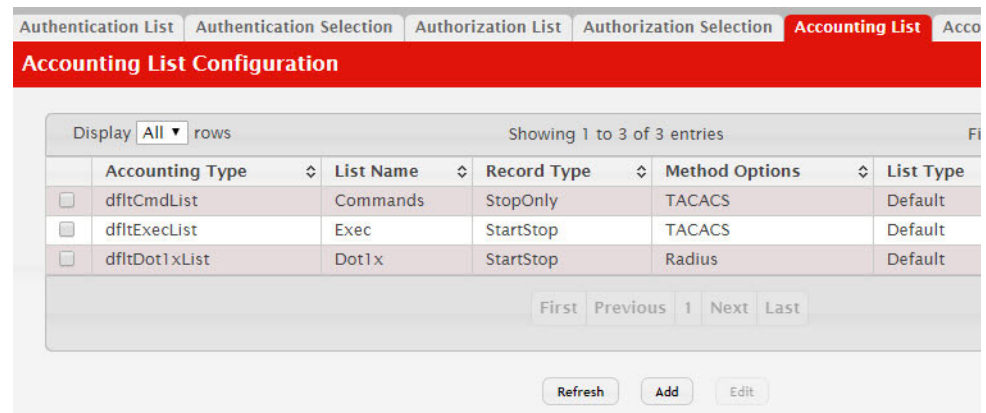 Authentication List Authentication Selection Authorization List Authorization Selection Accounting List Acco
Accounting List Configuration
Display All rows Showing 1 to 3 of 3 entries Fi
Accounting Type List Name Record Type Method Options List Type
dfltCmdList Commands StopOnly TACACS Default
dfltExecList Exec StartStop TACACS Default
dfltDot1xList Dot1x StartStop Radius Default
First Previous 1 Next Last
Refresh Add Edit